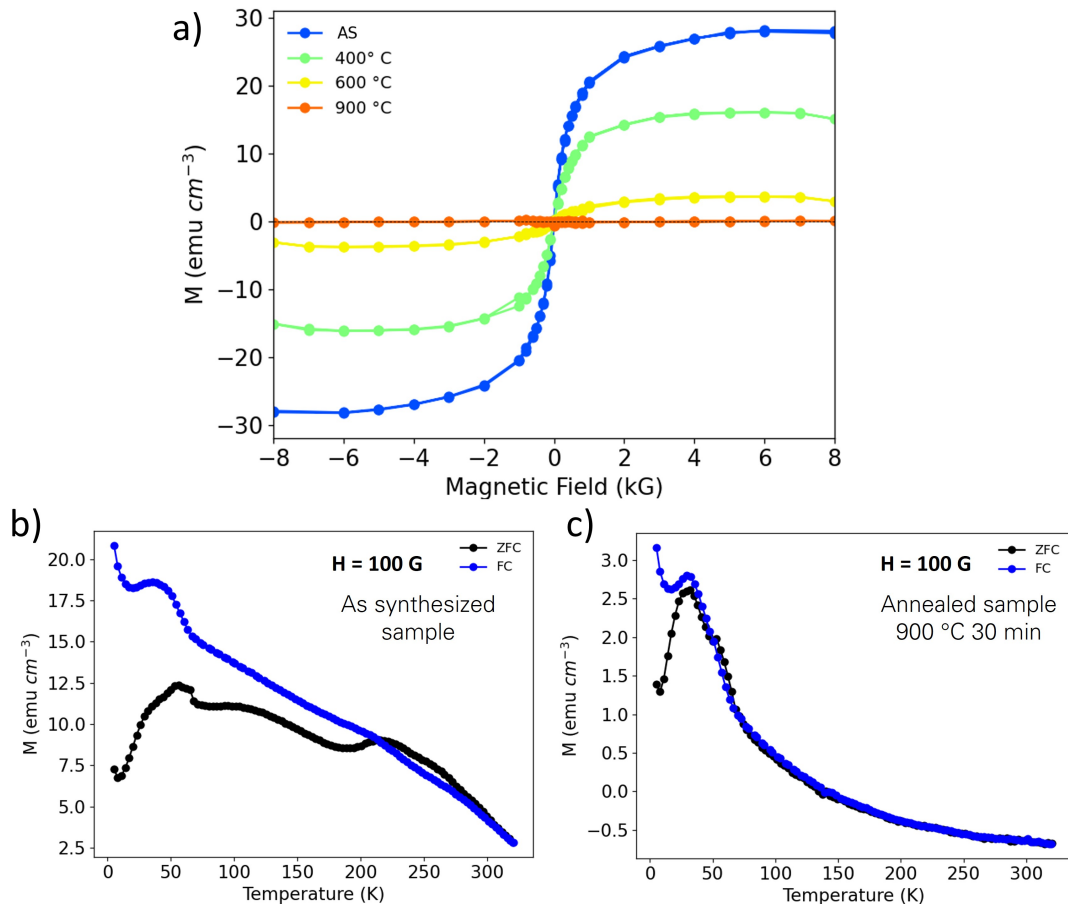 a)
AS
400° C
600 °C
900 °C
30
20
10
0
−10
−20
−30
M (emu cm⁻³)
−8 −6 −4 −2 0 2 4 6 8
Magnetic Field (kG)
b)
H = 100 G
ZFC
FC
As synthesized
sample
20.0
17.5
15.0
12.5
10.0
7.5
5.0
2.5
M (emu cm⁻³)
0 50 100 150 200 250 300
Temperature (K)
c)
H = 100 G
ZFC
FC
Annealed sample
900 °C 30 min
3.0
2.5
2.0
1.5
1.0
0.5
0.0
−0.5
M (emu cm⁻³)
0 50 100 150 200 250 300
Temperature (K)